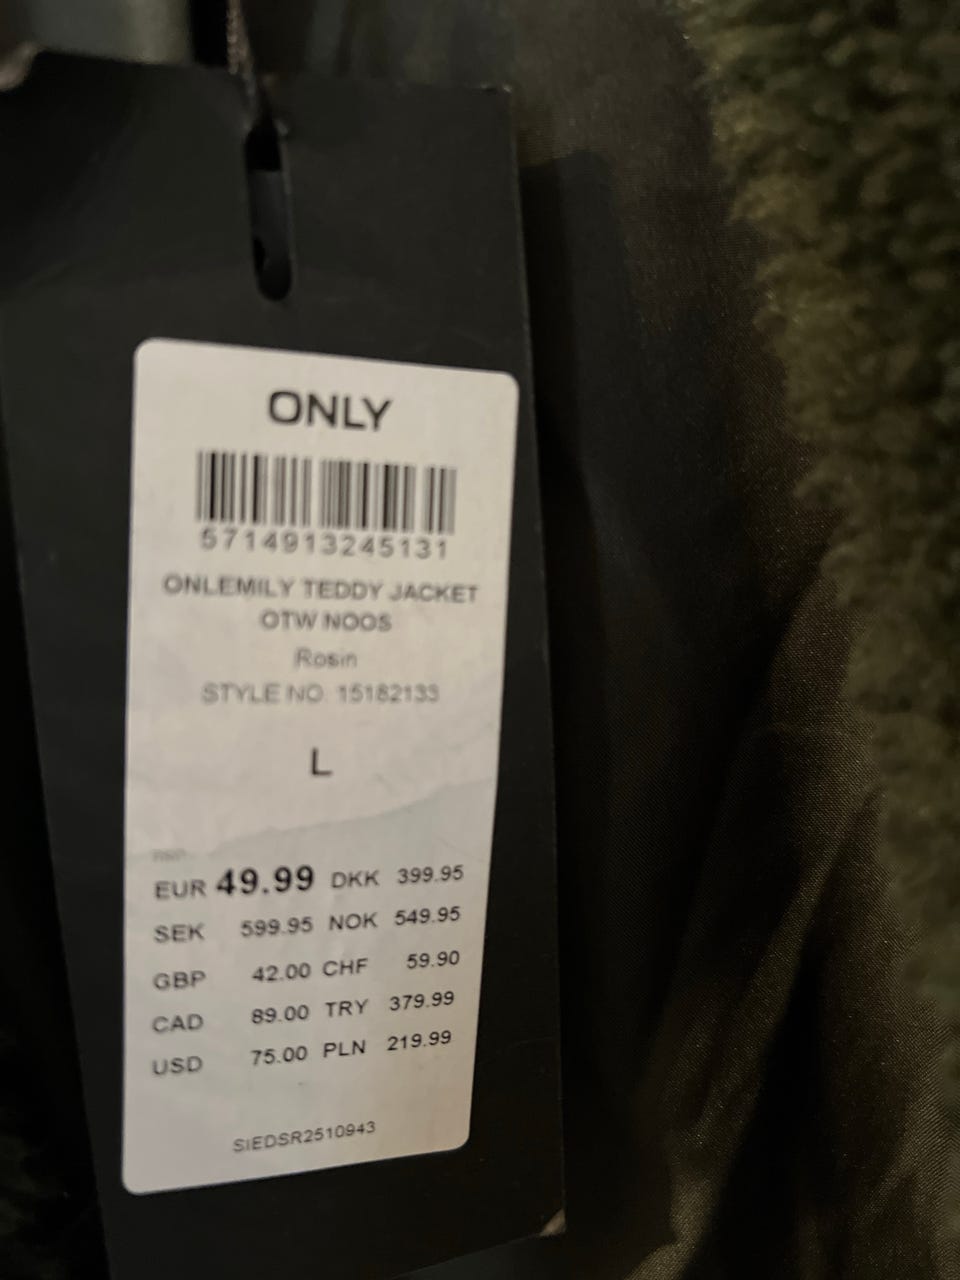 ONLY
5714913245131
ONLEMILY TEDDY JACKET
OTW NOOS
Rosin
STYLE NO. 15182133
L
RSP
EUR 49.99 DKK 399.95
SEK 599.95 NOK 549.95
GBP 42.00 CHF 59.90
CAD 89.00 TRY 379.99
USD 75.00 PLN 219.99
SIEDSR2510943